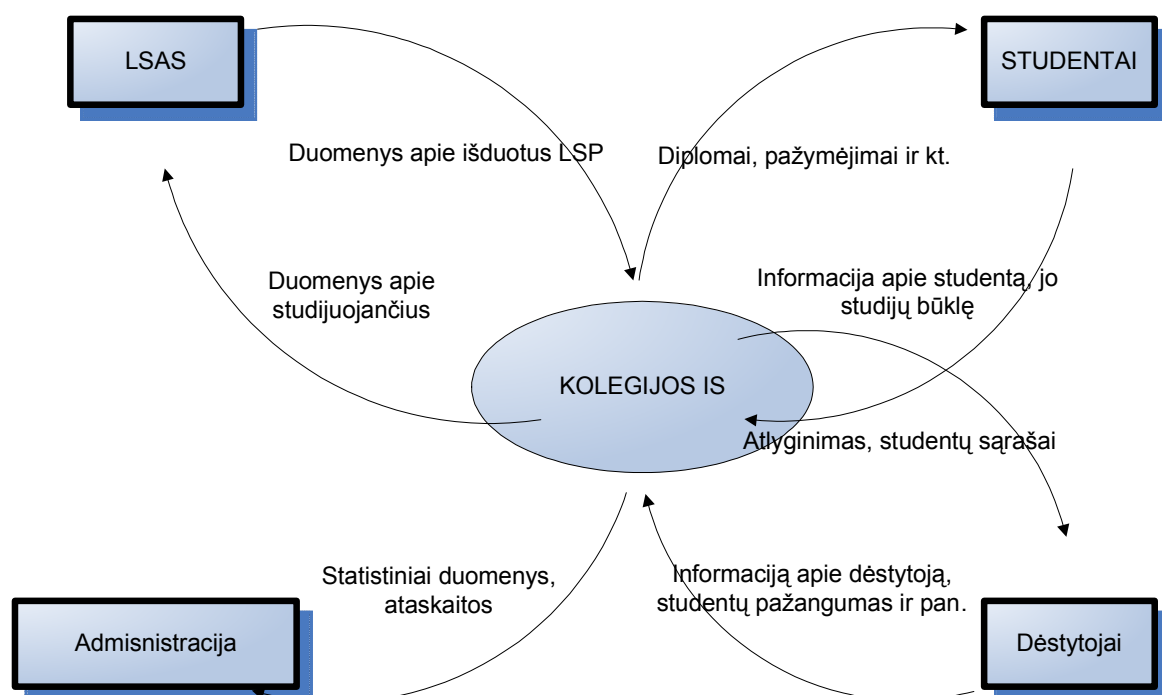 LSAS
STUDENTAI
Duomenys apie išduotus LSP
Diplomai, pažymėjimai ir kt.
Duomenys apie
studijuojančius
Informacija apie studentą, jo
studijų būklę
KOLEGIJOS IS
Atlyginimas, studentų sąrašai
Statistiniai duomenys,
ataskaitos
Informaciją apie dėstytoją,
studentų pažangumas ir pan.
Admisnistracija
Dėstytojai